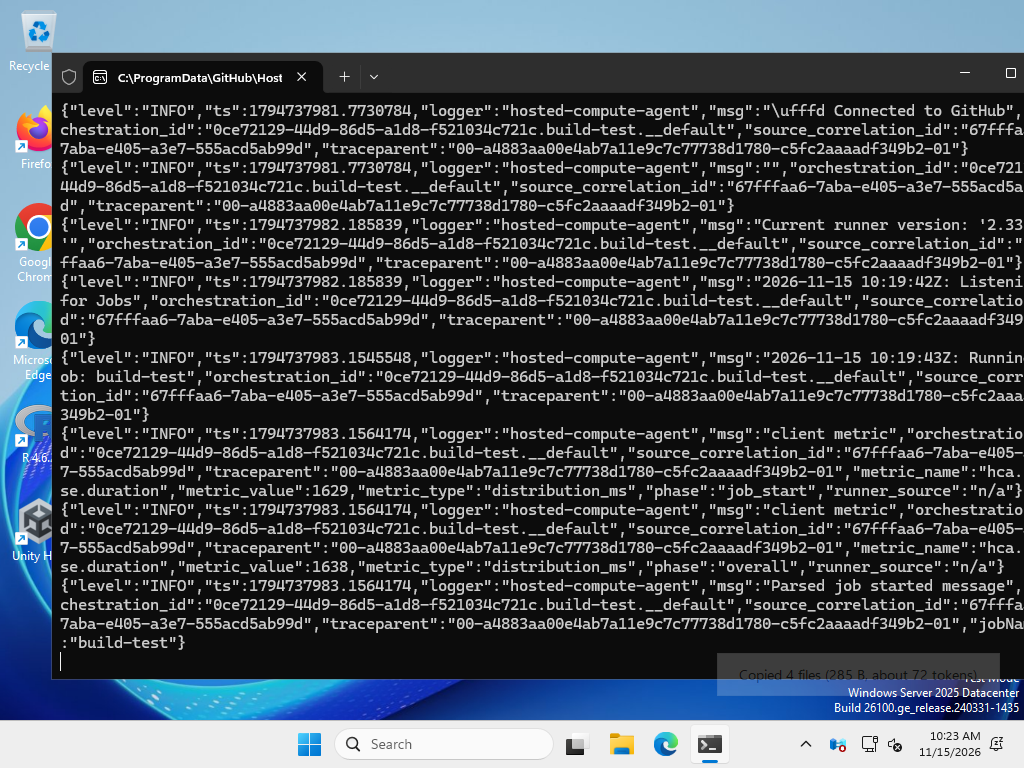 Recycle
Firefo
Googl
Chrom
Micros
Edge
R 4.6.
Unity H
C:\ProgramData\GitHub\Host
{"level":"INFO","ts":1794737981.7730784,"logger":"hosted-compute-agent","msg":"\ufffd Connected to GitHub",
chestration_id":"0ce72129-44d9-86d5-a1d8-f521034c721c.build-test.__default","source_correlation_id":"67fffa
7aba-e405-a3e7-555acd5ab99d","traceparent":"00-a4883aa00e4ab7a11e9c7c77738d1780-c5fc2aaaadf349b2-01"}
{"level":"INFO","ts":1794737981.7730784,"logger":"hosted-compute-agent","msg":"","orchestration_id":"0ce721
44d9-86d5-a1d8-f521034c721c.build-test.__default","source_correlation_id":"67fffaa6-7aba-e405-a3e7-555acd5a
d","traceparent":"00-a4883aa00e4ab7a11e9c7c77738d1780-c5fc2aaaadf349b2-01"}
{"level":"INFO","ts":1794737982.185839,"logger":"hosted-compute-agent","msg":"Current runner version: '2.33
'","orchestration_id":"0ce72129-44d9-86d5-a1d8-f521034c721c.build-test.__default","source_correlation_id":"
ffaa6-7aba-e405-a3e7-555acd5ab99d","traceparent":"00-a4883aa00e4ab7a11e9c7c77738d1780-c5fc2aaaadf349b2-01"}
{"level":"INFO","ts":1794737982.185839,"logger":"hosted-compute-agent","msg":"2026-11-15 10:19:42Z: Listeni
for Jobs","orchestration_id":"0ce72129-44d9-86d5-a1d8-f521034c721c.build-test.__default","source_correlatio
d":"67fffaa6-7aba-e405-a3e7-555acd5ab99d","traceparent":"00-a4883aa00e4ab7a11e9c7c77738d1780-c5fc2aaaadf349
01"}
{"level":"INFO","ts":1794737983.1545548,"logger":"hosted-compute-agent","msg":"2026-11-15 10:19:43Z: Runnin
ob: build-test","orchestration_id":"0ce72129-44d9-86d5-a1d8-f521034c721c.build-test.__default","source_corr
tion_id":"67fffaa6-7aba-e405-a3e7-555acd5ab99d","traceparent":"00-a4883aa00e4ab7a11e9c7c77738d1780-c5fc2aaa
349b2-01"}
{"level":"INFO","ts":1794737983.1564174,"logger":"hosted-compute-agent","msg":"client metric","orchestratio
d":"0ce72129-44d9-86d5-a1d8-f521034c721c.build-test.__default","source_correlation_id":"67fffaa6-7aba-e405-
7-555acd5ab99d","traceparent":"00-a4883aa00e4ab7a11e9c7c77738d1780-c5fc2aaaadf349b2-01","metric_name":"hca.
se.duration","metric_value":1629,"metric_type":"distribution_ms","phase":"job_start","runner_source":"n/a"}
{"level":"INFO","ts":1794737983.1564174,"logger":"hosted-compute-agent","msg":"client metric","orchestratio
d":"0ce72129-44d9-86d5-a1d8-f521034c721c.build-test.__default","source_correlation_id":"67fffaa6-7aba-e405-
7-555acd5ab99d","traceparent":"00-a4883aa00e4ab7a11e9c7c77738d1780-c5fc2aaaadf349b2-01","metric_name":"hca.
se.duration","metric_value":1638,"metric_type":"distribution_ms","phase":"overall","runner_source":"n/a"}
{"level":"INFO","ts":1794737983.1564174,"logger":"hosted-compute-agent","msg":"Parsed job started message",
chestration_id":"0ce72129-44d9-86d5-a1d8-f521034c721c.build-test.__default","source_correlation_id":"67fffa
7aba-e405-a3e7-555acd5ab99d","traceparent":"00-a4883aa00e4ab7a11e9c7c77738d1780-c5fc2aaaadf349b2-01","jobNa
:"build-test"}
Copied 4 files (285 B, about 72 tokens)
Test Mode
Windows Server 2025 Datacenter
Build 26100.ge_release.240331-1435
Search
10:23 AM
11/15/2026